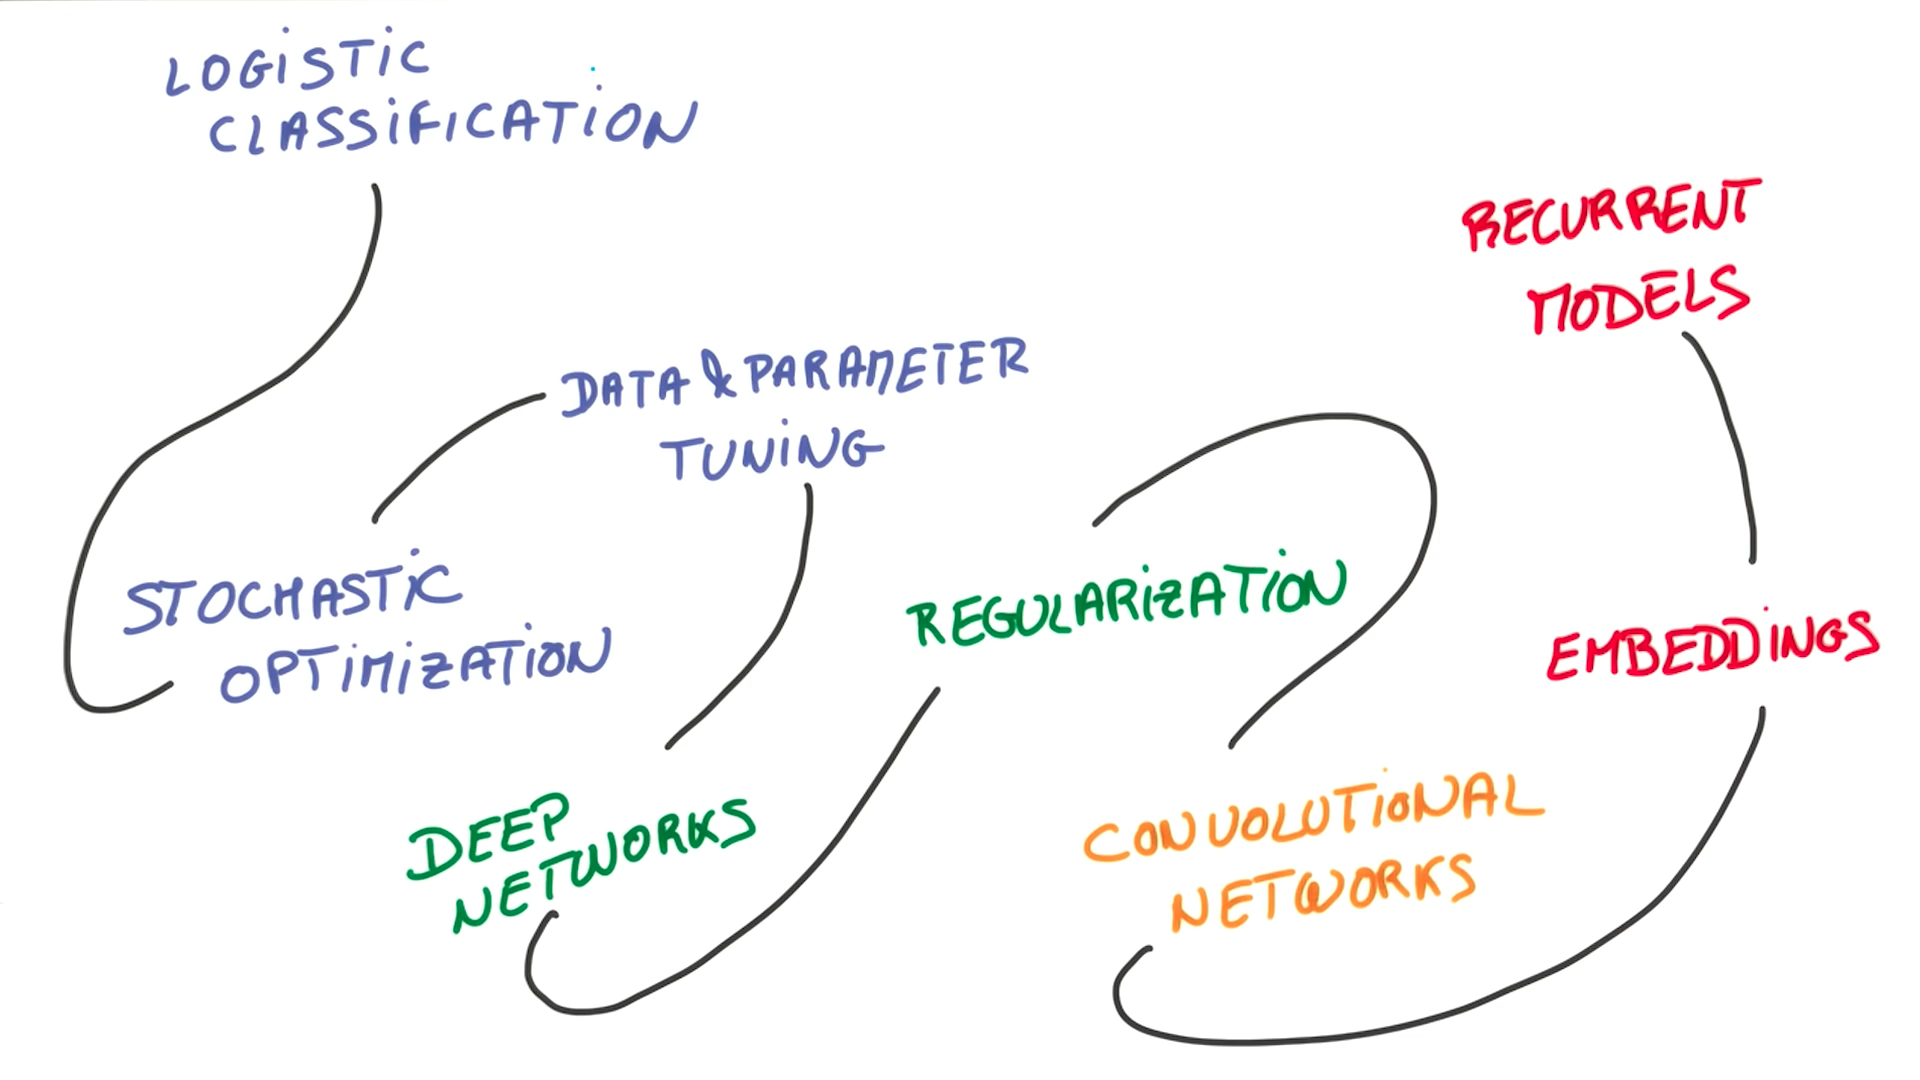 LOGISTIC
CLASSIFICATION
RECURRENT
MODELS
DATA & PARAMETER
TUNING
STOCHASTIC
OPTIMIZATION
REGULARIZATION
EMBEDDINGS
DEEP
NETWORKS
CONVOLUTIONAL
NETWORKS